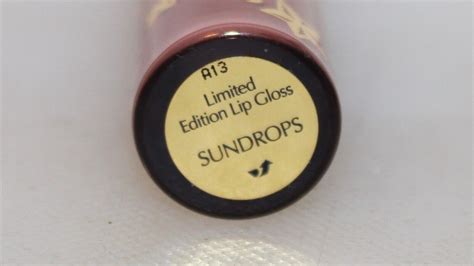 A13
Limited
Edition Lip Gloss
SUNDROPS